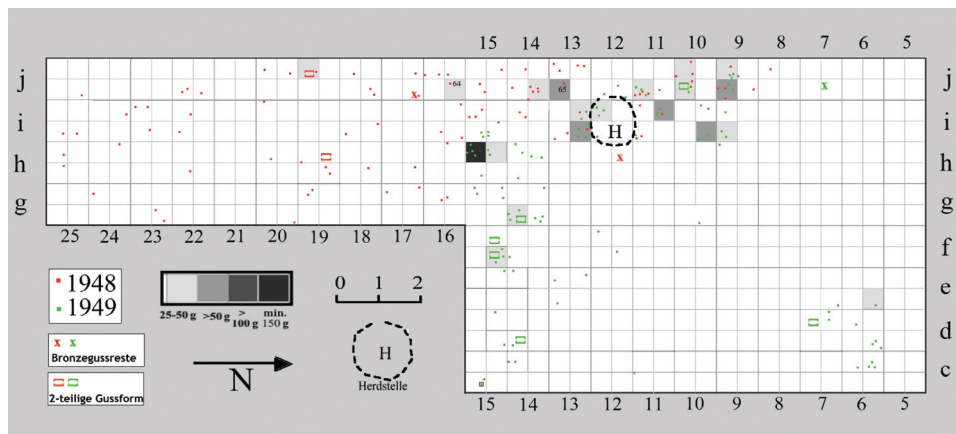 15 14 13 12 11 10 9 8 7 6 5
j 64 65 x x j
i H i
h x h
g g
25 24 23 22 21 20 19 18 17 16
f
e
d
c
15 14 13 12 11 10 9 8 7 6 5
1948
1949
x x
Bronzegussreste
2-teilige Gussform
25-50 g >50 g > 100 g min. 150 g
N
0 1 2
H
Herdstelle